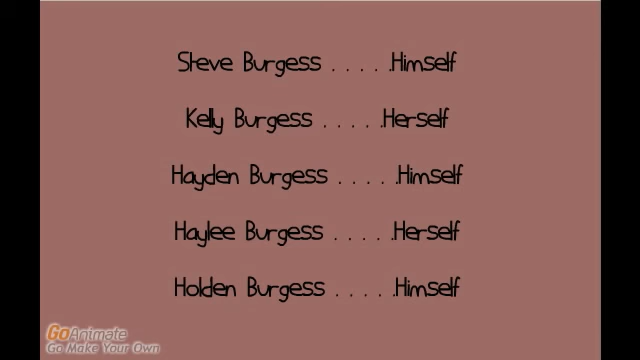 Steve Burgess . . . . .Himself
Kelly Burgess . . . . .Herself
Hayden Burgess . . . . .Himself
Haylee Burgess . . . . .Herself
Holden Burgess . . . . .Himself
GoAnimate
Go Make Your Own